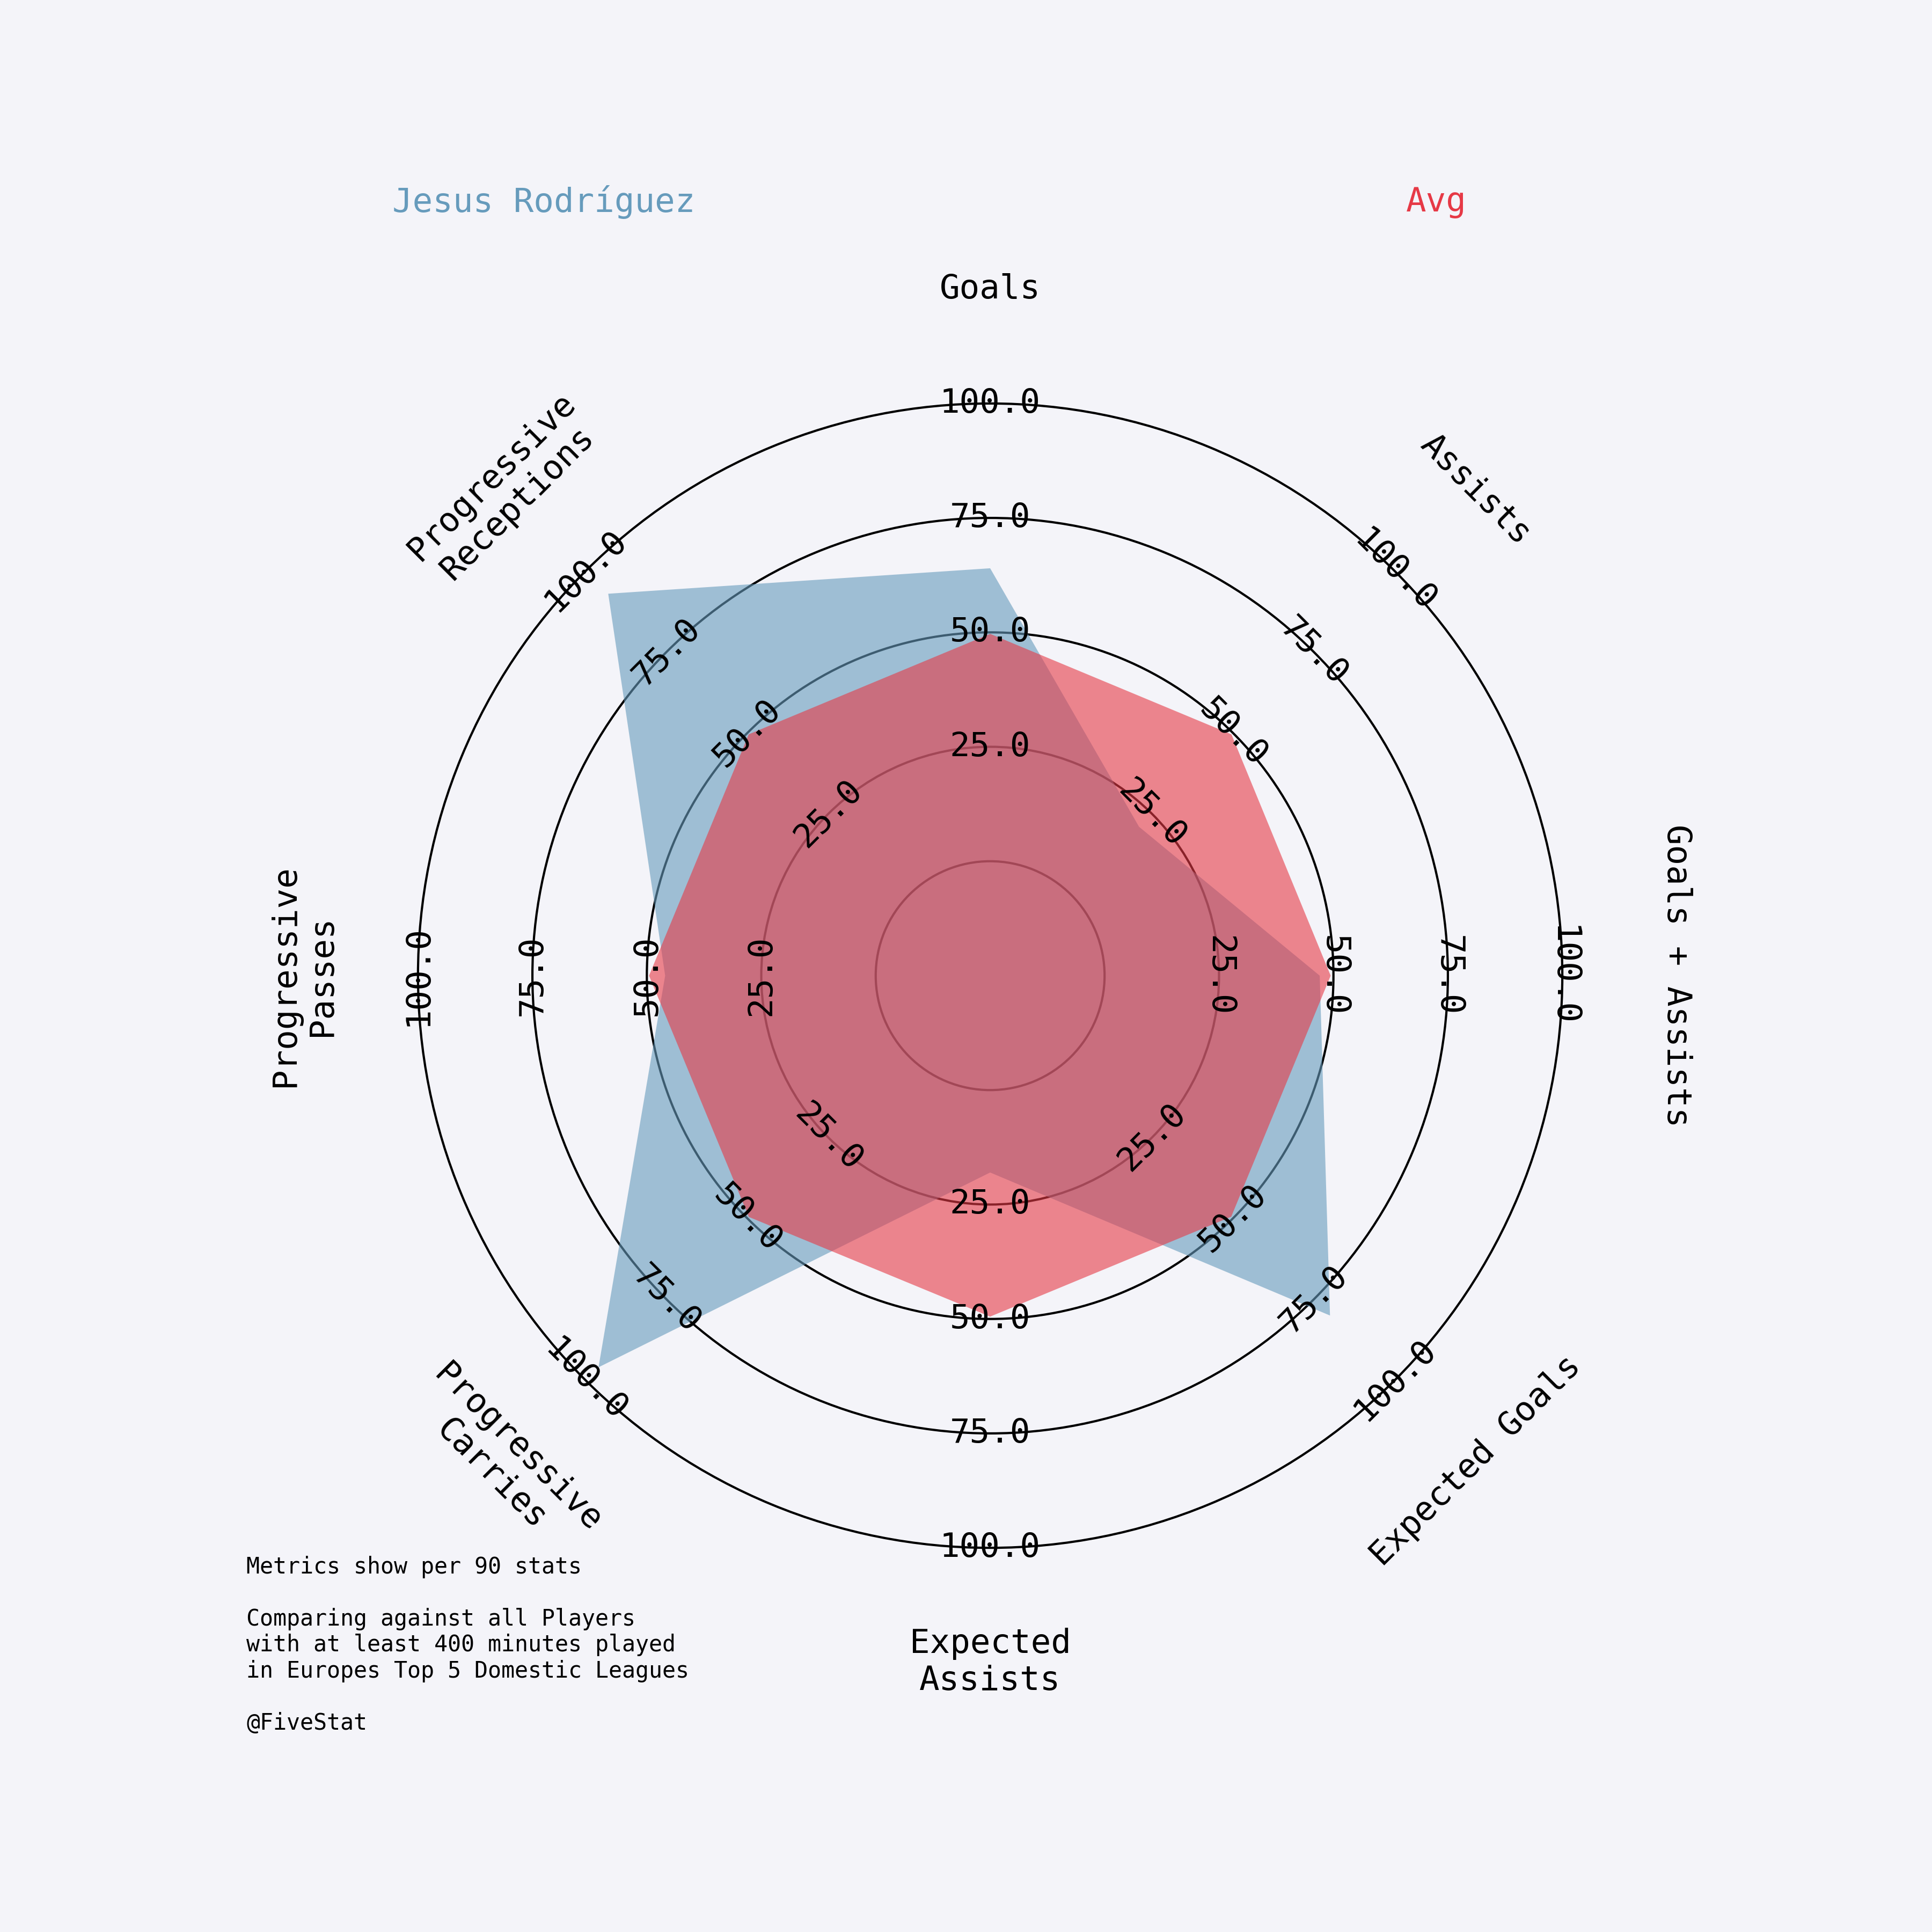 Jesus Rodríguez
Avg
Goals
Assists
Goals + Assists
Expected Goals
Expected
Assists
Progressive
Carries
Progressive
Passes
Progressive
Receptions
25.0
50.0
75.0
100.0
25.0
50.0
75.0
100.0
25.0
50.0
75.0
100.0
25.0
50.0
75.0
100.0
25.0
50.0
75.0
100.0
25.0
50.0
75.0
100.0
25.0
50.0
75.0
100.0
25.0
50.0
75.0
100.0
Metrics show per 90 stats
Comparing against all Players
with at least 400 minutes played
in Europes Top 5 Domestic Leagues
@FiveStat